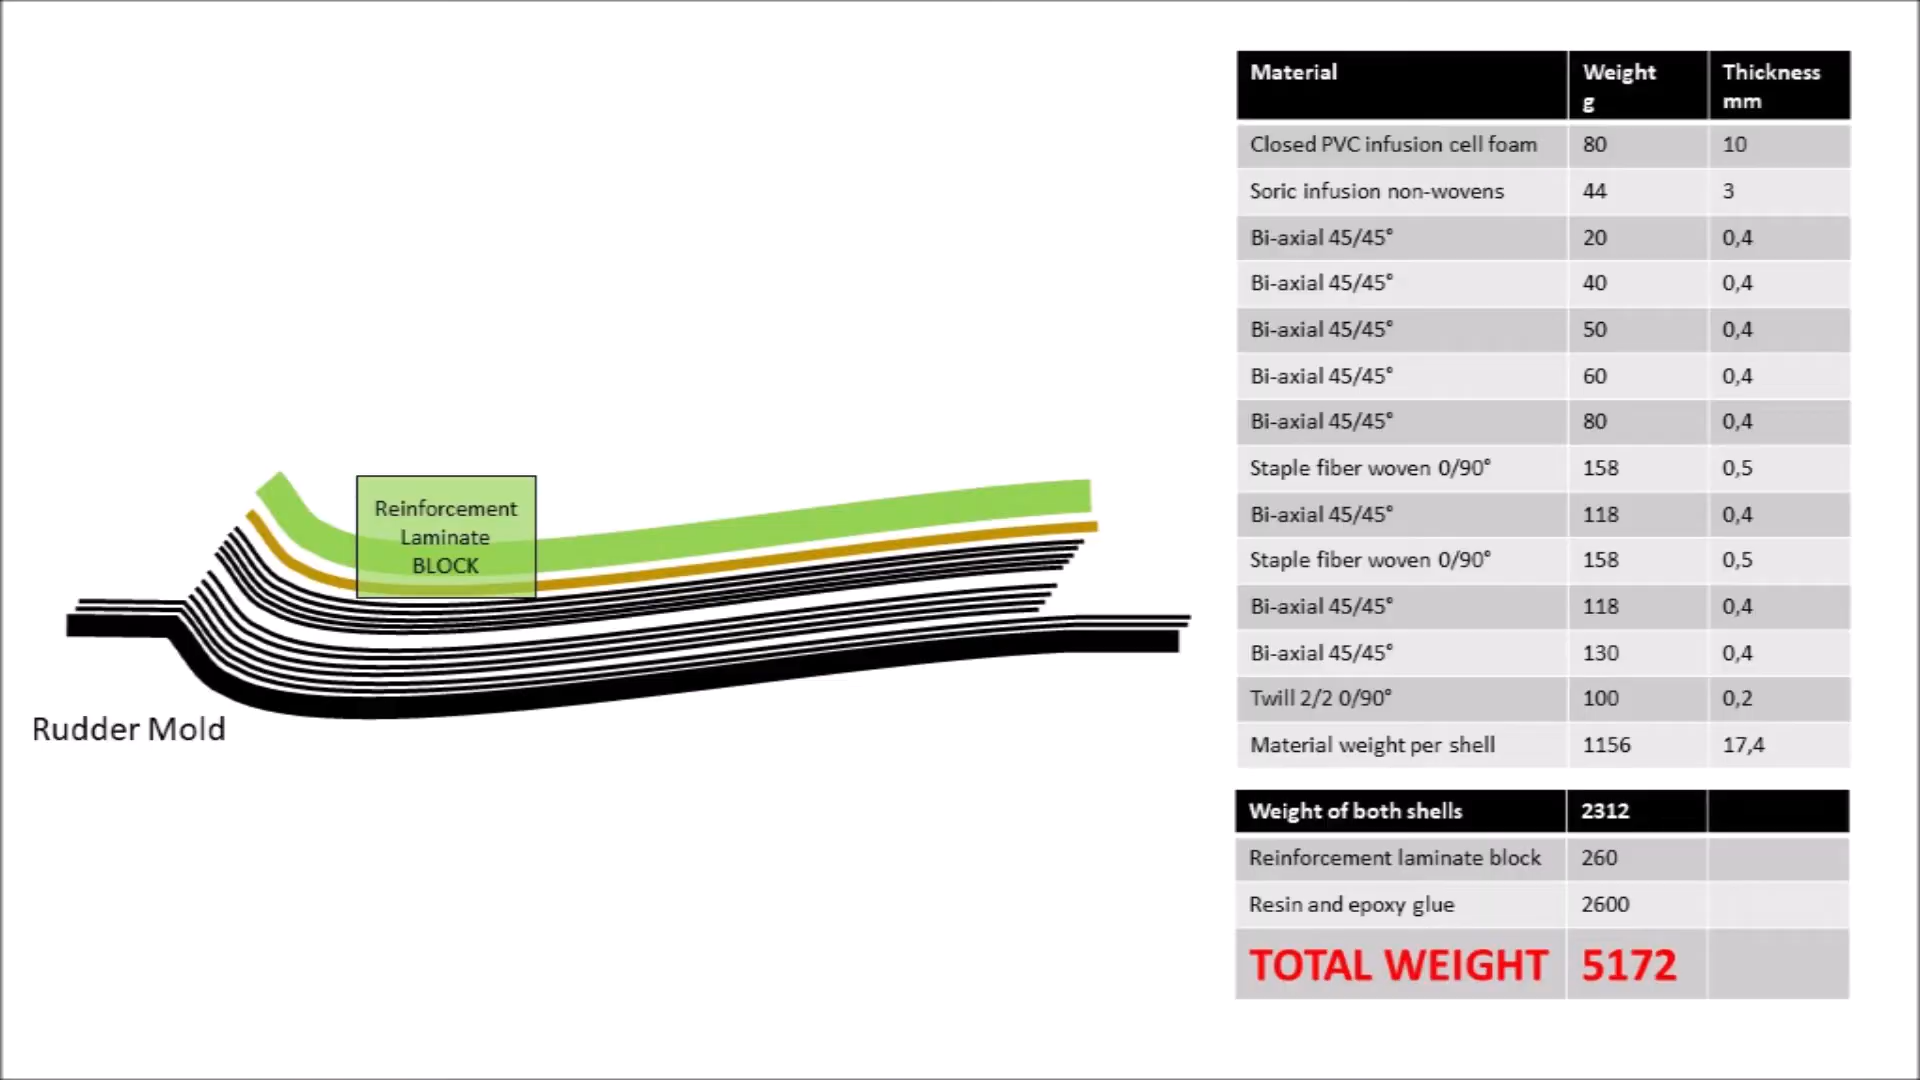 Reinforcement
Laminate
BLOCK
Rudder Mold
Material Weight g Thickness mm
Closed PVC infusion cell foam 80 10
Soric infusion non-wovens 44 3
Bi-axial 45/45° 20 0,4
Bi-axial 45/45° 40 0,4
Bi-axial 45/45° 50 0,4
Bi-axial 45/45° 60 0,4
Bi-axial 45/45° 80 0,4
Staple fiber woven 0/90° 158 0,5
Bi-axial 45/45° 118 0,4
Staple fiber woven 0/90° 158 0,5
Bi-axial 45/45° 118 0,4
Bi-axial 45/45° 130 0,4
Twill 2/2 0/90° 100 0,2
Material weight per shell 1156 17,4
Weight of both shells 2312
Reinforcement laminate block 260
Resin and epoxy glue 2600
TOTAL WEIGHT 5172